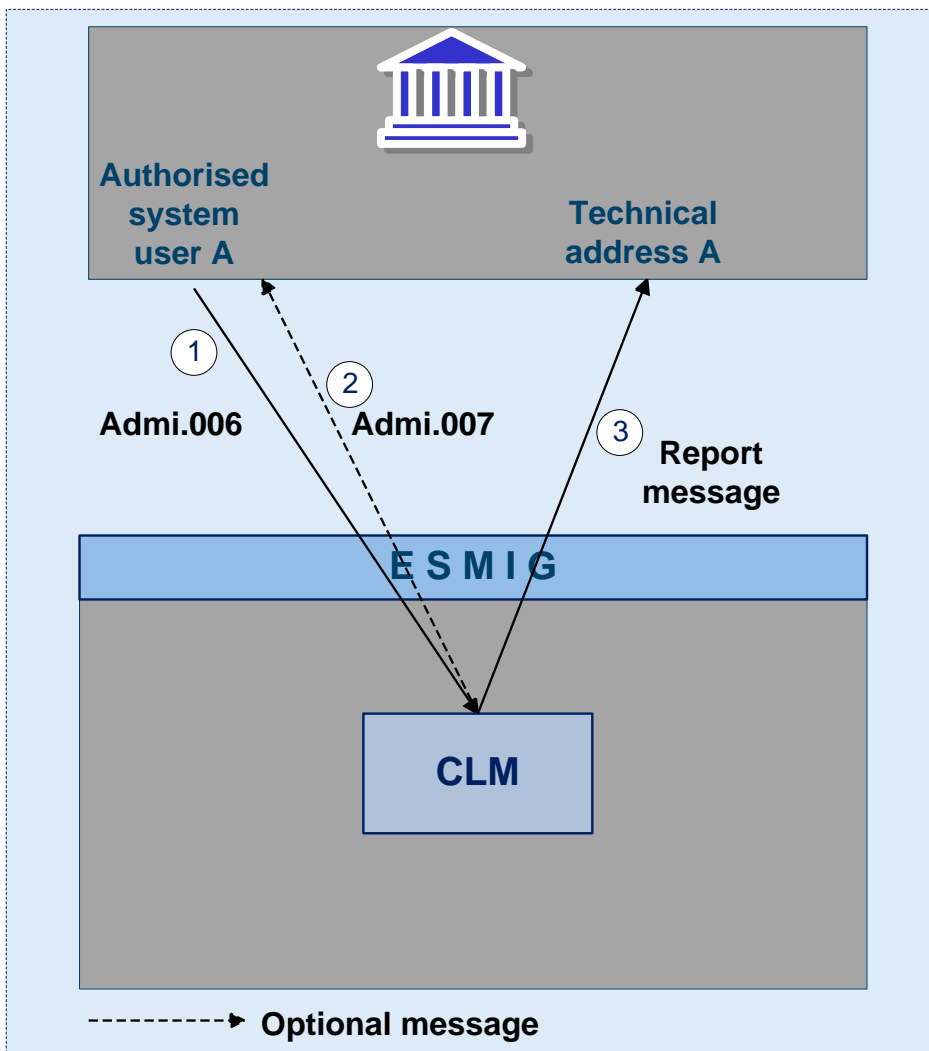 Authorised
system
user A
Technical
address A
1
2
Admi.006
Admi.007
3
Report
message
E S M I G
CLM
Optional message